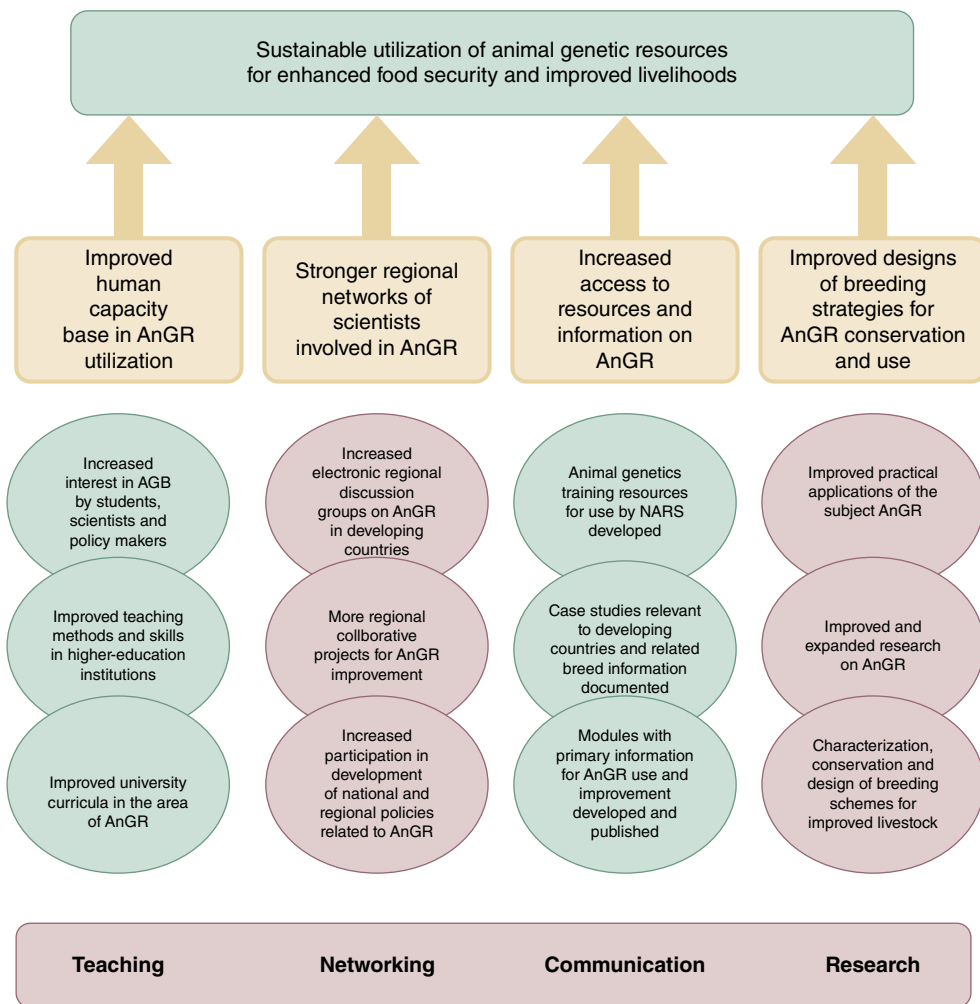 Sustainable utilization of animal genetic resources
for enhanced food security and improved livelihoods
Improved
human
capacity
base in AnGR
utilization
Stronger regional
networks of
scientists
involved in AnGR
Increased
access to
resources and
information on
AnGR
Improved designs
of breeding
strategies for
AnGR conservation
and use
Increased
interest in AGB
by students,
scientists and
policy makers
Improved teaching
methods and skills
in higher-education
institutions
Improved university
curricula in the area
of AnGR
Increased
electronic regional
discussion
groups on AnGR
in developing
countries
More regional
collborative
projects for AnGR
improvement
Increased
participation in
development
of national and
regional policies
related to AnGR
Animal genetics
training resources
for use by NARS
developed
Case studies relevant
to developing
countries and related
breed information
documented
Modules with
primary information
for AnGR use and
improvement
developed and
published
Improved practical
applications of the
subject AnGR
Improved and
expanded research
on AnGR
Characterization,
conservation and
design of breeding
schemes for
improved livestock
Teaching
Networking
Communication
Research